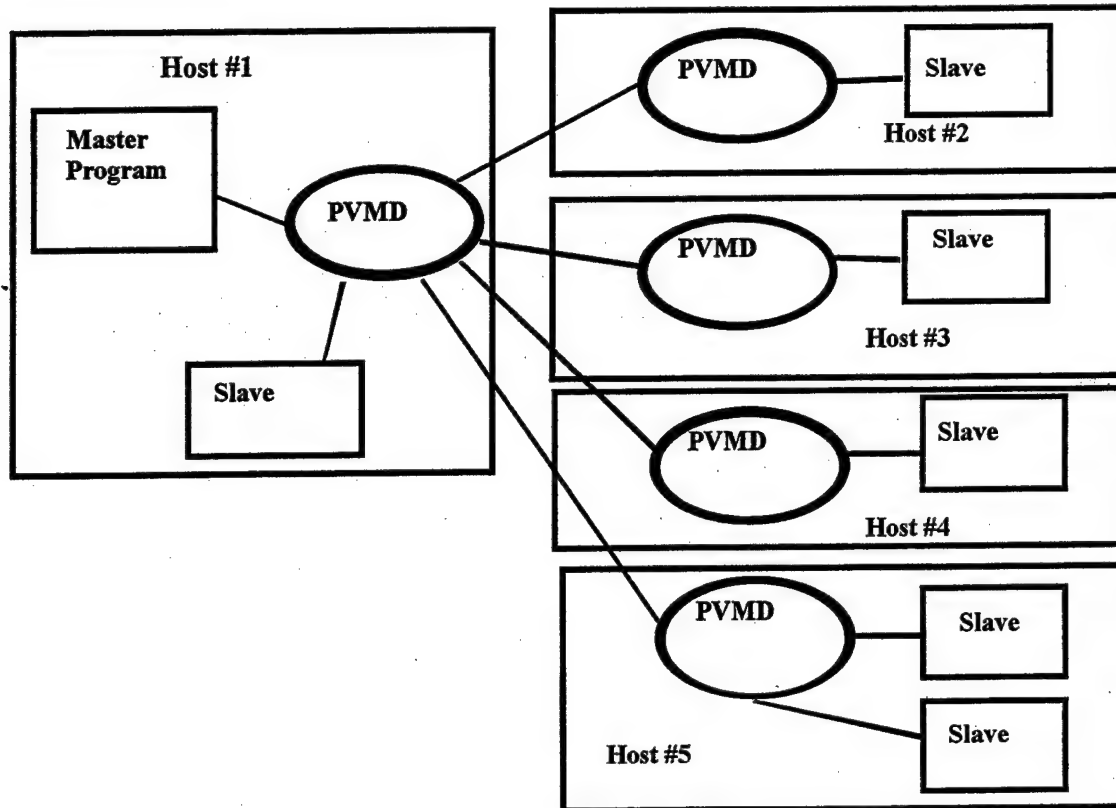 Host #1
Master
Program
PVMD
Slave
PVMD
Slave
Host #2
PVMD
Slave
Host #3
PVMD
Slave
Host #4
PVMD
Slave
Slave
Host #5